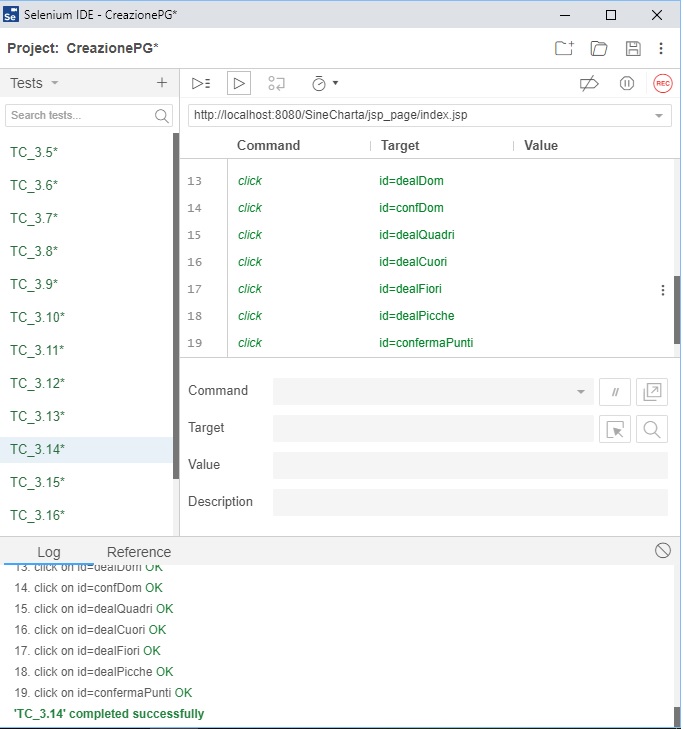 Selenium IDE - CreazionePG*
Project: CreazionePG*
Tests
Search tests...
TC_3.5*
TC_3.6*
TC_3.7*
TC_3.8*
TC_3.9*
TC_3.10*
TC_3.11*
TC_3.12*
TC_3.13*
TC_3.14*
TC_3.15*
TC_3.16*
REC
http://localhost:8080/SineCharta/jsp_page/index.jsp
Command Target Value
13 click id=dealDom
14 click id=confDom
15 click id=dealQuadri
16 click id=dealCuori
17 click id=dealFiori
18 click id=dealPicche
19 click id=confermaPunti
Command //
Target
Value
Description
Log Reference
13. click on id=dealDom OK
14. click on id=confDom OK
15. click on id=dealQuadri OK
16. click on id=dealCuori OK
17. click on id=dealFiori OK
18. click on id=dealPicche OK
19. click on id=confermaPunti OK
'TC_3.14' completed successfully